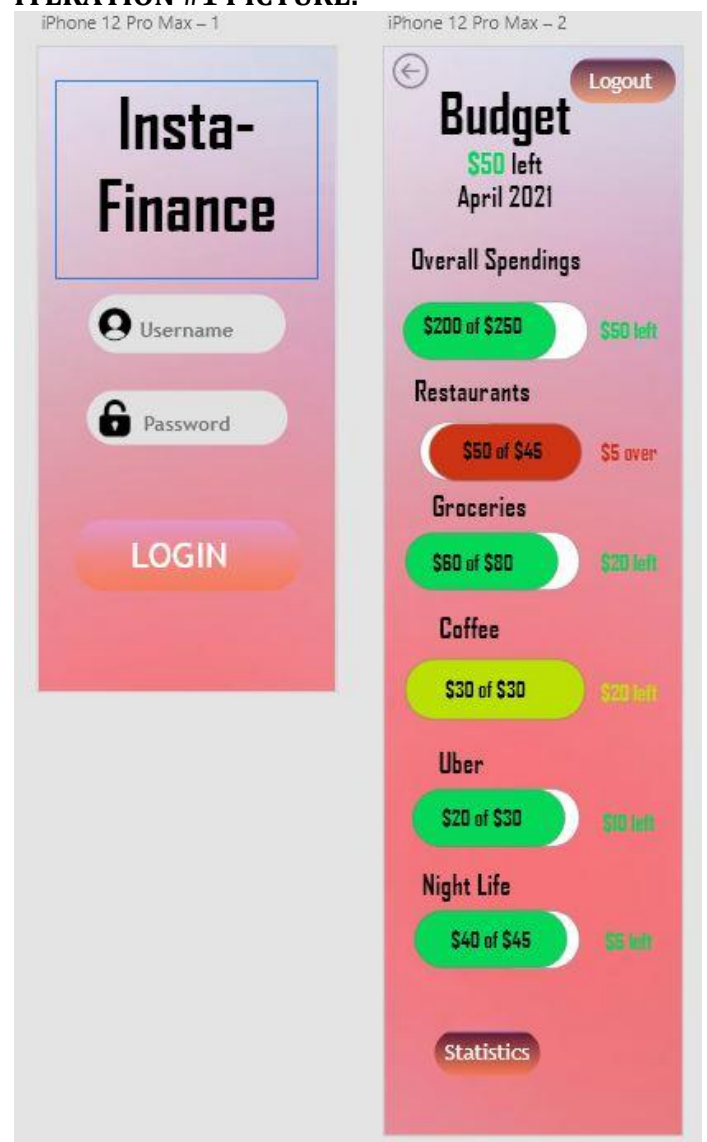 ITERATION #1 PICTURE:
iPhone 12 Pro Max – 1
Insta-
Finance
Username
Password
LOGIN
iPhone 12 Pro Max – 2
Logout
Budget
$50 left
April 2021
Overall Spendings
$200 of $250 $50 left
Restaurants
$50 of $45 $5 over
Groceries
$60 of $80 $20 left
Coffee
$30 of $30 $20 left
Uber
$20 of $30 $10 left
Night Life
$40 of $45 $5 left
Statistics